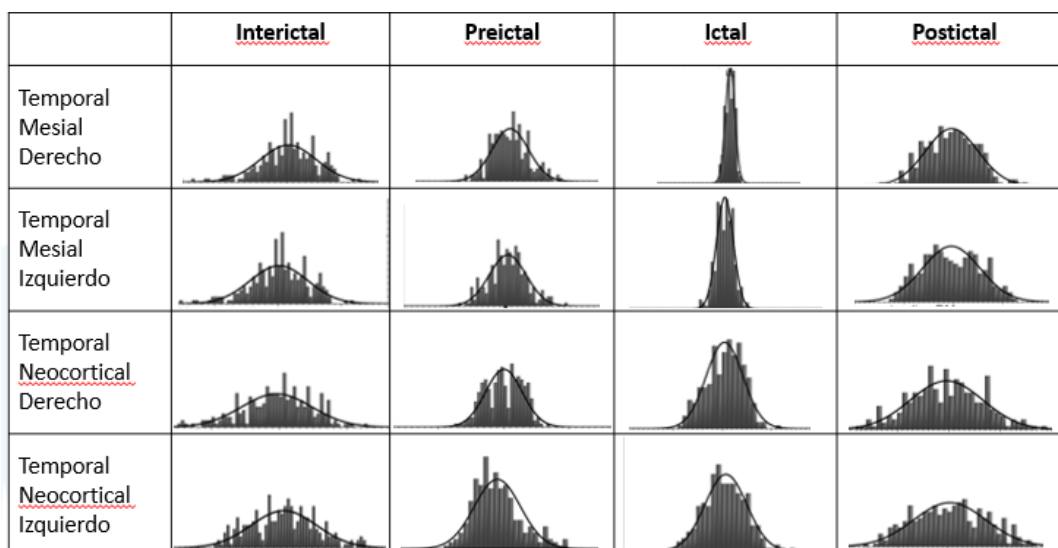 Interictal Preictal Ictal Postictal
Temporal
Mesial
Derecho
Temporal
Mesial
Izquierdo
Temporal
Neocortical
Derecho
Temporal
Neocortical
Izquierdo